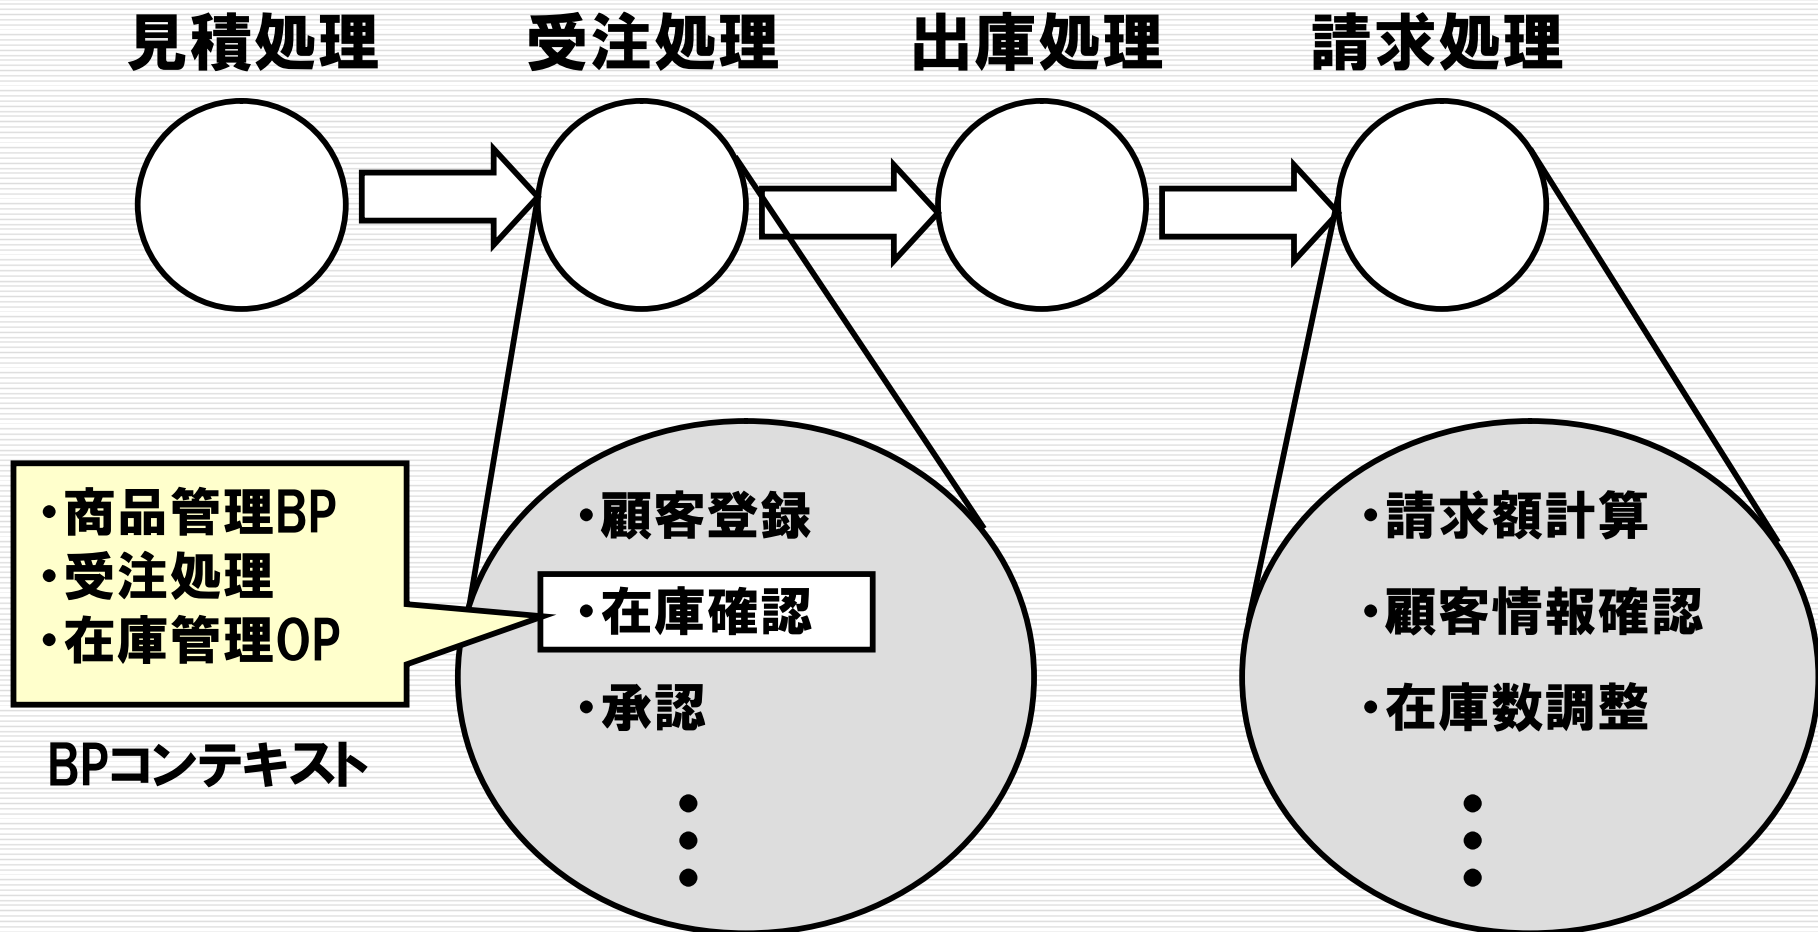 見積処理
受注処理
出庫処理
請求処理
・商品管理BP
・受注処理
・在庫管理OP
BPコンテキスト
・顧客登録
・在庫確認
・承認
・請求額計算
・顧客情報確認
・在庫数調整